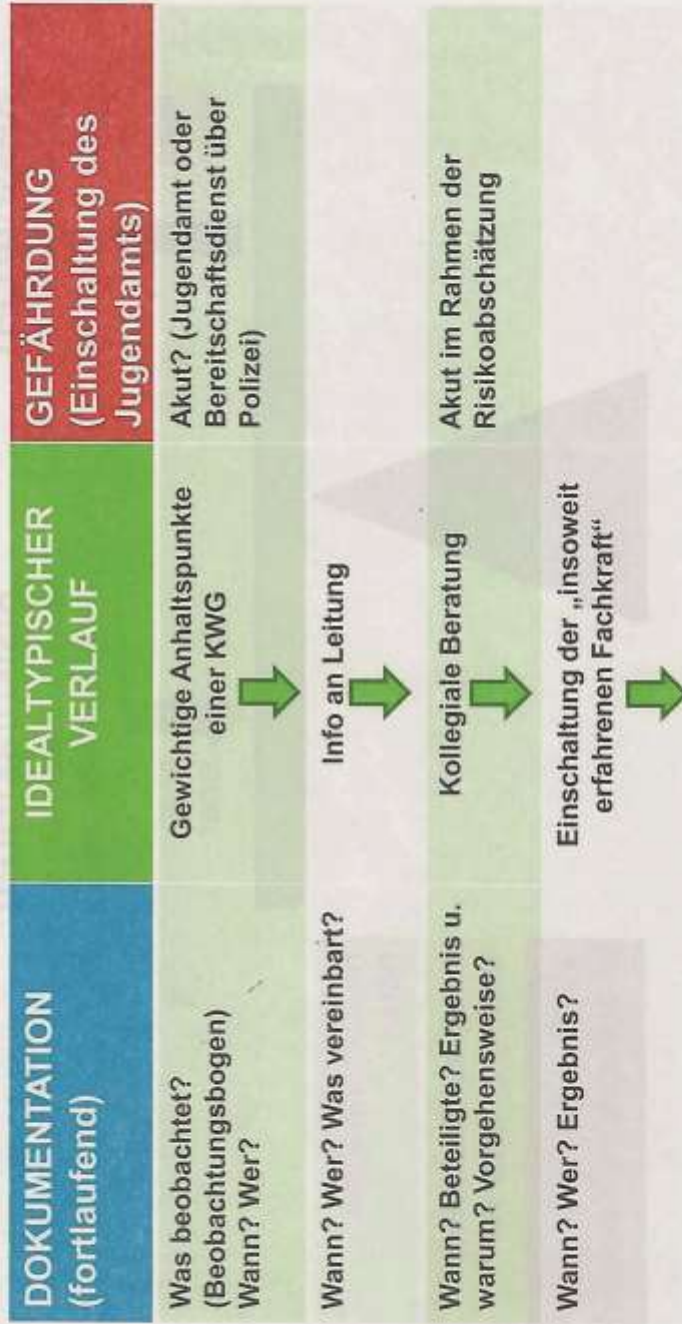 DOKUMENTATION
(fortlaufend)
IDEALTYPISCHER
VERLAUF
GEFÄHRDUNG
(Einschaltung des
Jugendamts)
Was beobachtet?
(Beobachtungsbogen)
Wann? Wer?
Gewichtige Anhaltspunkte
einer KWG
Akut? (Jugendamt oder
Bereitschaftsdienst über
Polizei)
Wann? Wer? Was vereinbart?
Info an Leitung
Wann? Beteiligte? Ergebnis u.
warum? Vorgehensweise?
Kollegiale Beratung
Akut im Rahmen der
Risikoabschätzung
Wann? Wer? Ergebnis?
Einschaltung der „insoweit
erfahrenen Fachkraft“